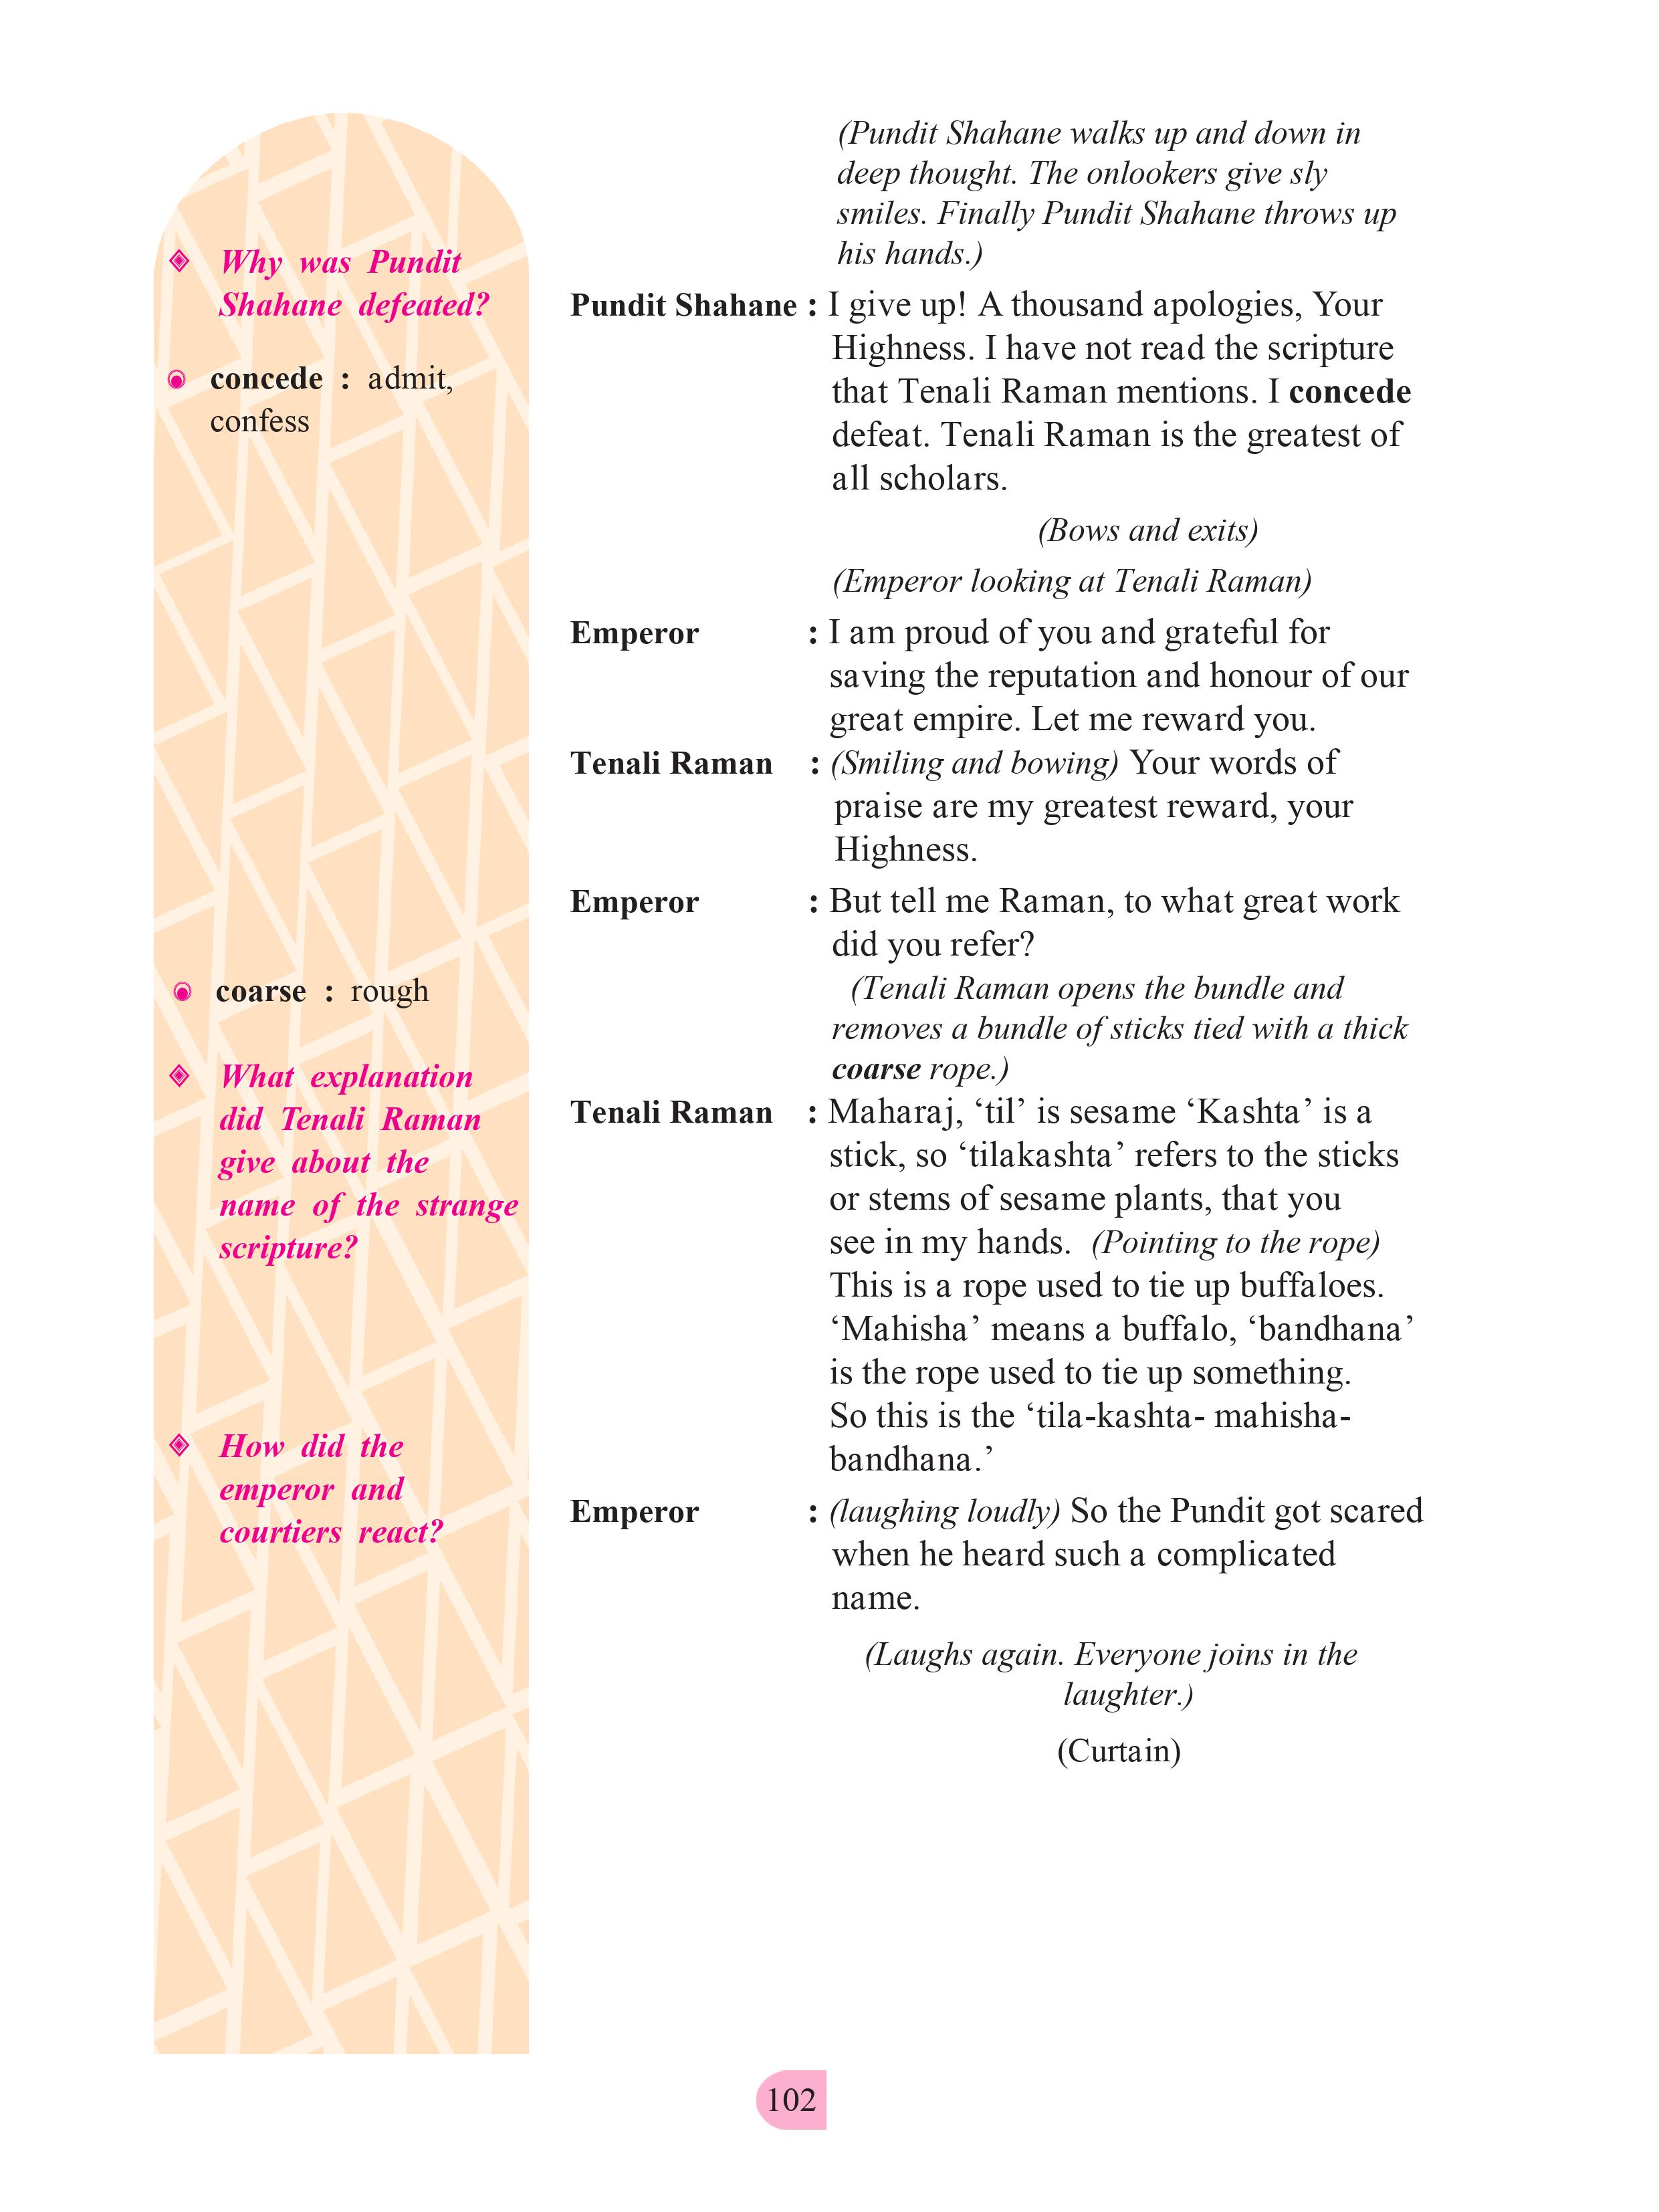 Why was Pundit
Shahane defeated?
concede : admit,
confess
coarse : rough
What explanation
did Tenali Raman
give about the
name of the strange
scripture?
How did the
emperor and
courtiers react?
(Pundit Shahane walks up and down in
deep thought. The onlookers give sly
smiles. Finally Pundit Shahane throws up
his hands.)
Pundit Shahane : I give up! A thousand apologies, Your
Highness. I have not read the scripture
that Tenali Raman mentions. I concede
defeat. Tenali Raman is the greatest of
all scholars.
(Bows and exits)
(Emperor looking at Tenali Raman)
Emperor : I am proud of you and grateful for
saving the reputation and honour of our
great empire. Let me reward you.
Tenali Raman : (Smiling and bowing) Your words of
praise are my greatest reward, your
Highness.
Emperor : But tell me Raman, to what great work
did you refer?
(Tenali Raman opens the bundle and
removes a bundle of sticks tied with a thick
coarse rope.)
Tenali Raman : Maharaj, ‘til’ is sesame ‘Kashta’ is a
stick, so ‘tilakashta’ refers to the sticks
or stems of sesame plants, that you
see in my hands. (Pointing to the rope)
This is a rope used to tie up buffaloes.
‘Mahisha’ means a buffalo, ‘bandhana’
is the rope used to tie up something.
So this is the ‘tila-kashta- mahisha-
bandhana.’
Emperor : (laughing loudly) So the Pundit got scared
when he heard such a complicated
name.
(Laughs again. Everyone joins in the
laughter.)
(Curtain)
102